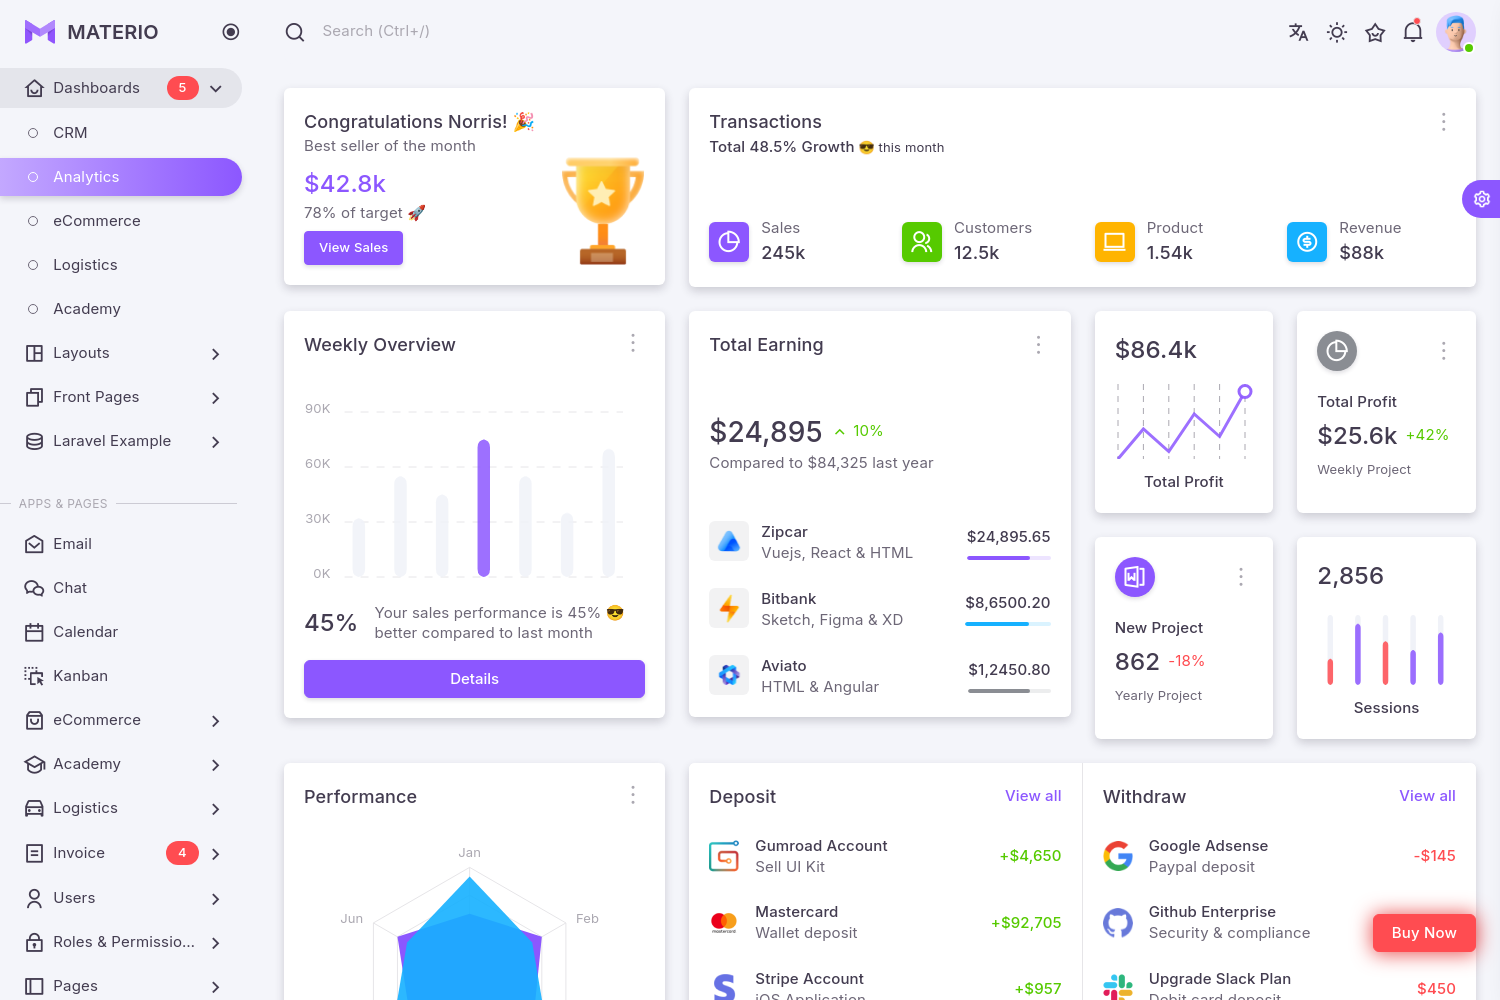 MATERIO
Search (Ctrl+/)
Dashboards
5
CRM
Analytics
eCommerce
Logistics
Academy
Layouts
Front Pages
Laravel Example
APPS & PAGES
Email
Chat
Calendar
Kanban
eCommerce
Academy
Logistics
Invoice
4
Users
Roles & Permissio...
Pages
Congratulations Norris! 🎉
Best seller of the month
$42.8k
78% of target 🚀
View Sales
Transactions
Total 48.5% Growth 😎 this month
Sales
245k
Customers
12.5k
Product
1.54k
Revenue
$88k
Weekly Overview
90K
60K
30K
0K
45%
Your sales performance is 45% 😎
better compared to last month
Details
Total Earning
$24,895
10%
Compared to $84,325 last year
Zipcar
Vuejs, React & HTML
$24,895.65
Bitbank
Sketch, Figma & XD
$8,6500.20
Aviato
HTML & Angular
$1,2450.80
$86.4k
Total Profit
Total Profit
$25.6k +42%
Weekly Project
New Project
862 -18%
Yearly Project
2,856
Sessions
Performance
Jan
Jun
Feb
Deposit
View all
Gumroad Account
Sell UI Kit
+$4,650
mastercard
Mastercard
Wallet deposit
+$92,705
Stripe Account
iOS Application
+$957
Withdraw
View all
Google Adsense
Paypal deposit
-$145
Github Enterprise
Security & compliance
Buy Now
Upgrade Slack Plan
Debit card deposit
$450